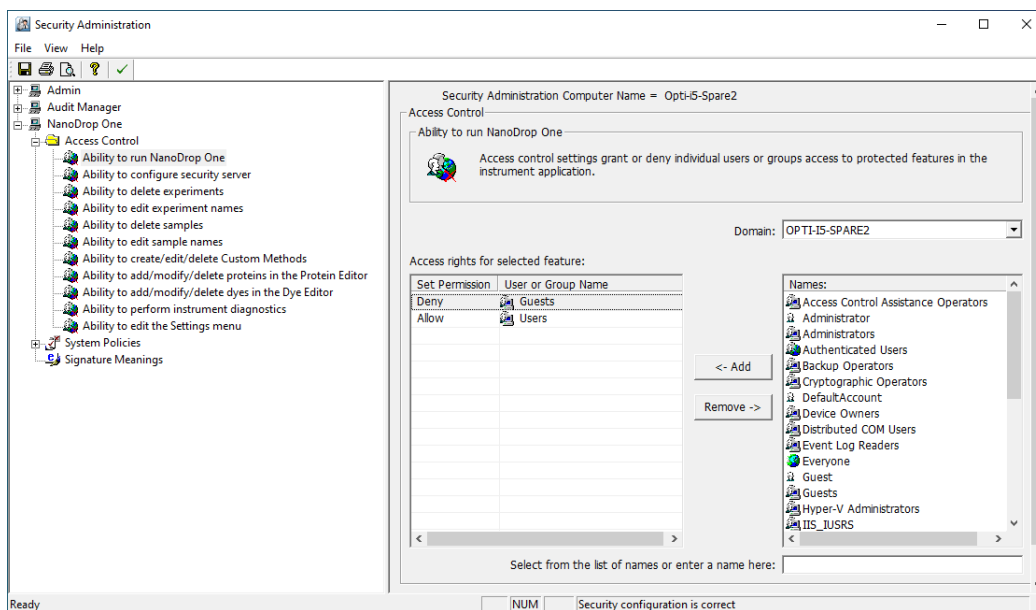 Security Administration
File View Help
Admin
Audit Manager
NanoDrop One
Access Control
Ability to run NanoDrop One
Ability to configure security server
Ability to delete experiments
Ability to edit experiment names
Ability to delete samples
Ability to edit sample names
Ability to create/edit/delete Custom Methods
Ability to add/modify/delete proteins in the Protein Editor
Ability to add/modify/delete dyes in the Dye Editor
Ability to perform instrument diagnostics
Ability to edit the Settings menu
System Policies
Signature Meanings
Security Administration Computer Name = Opti-i5-Spare2
Access Control
Ability to run NanoDrop One
Access control settings grant or deny individual users or groups access to protected features in the
instrument application.
Domain: OPTI-I5-SPARE2
Access rights for selected feature:
Set Permission User or Group Name
Deny Guests
Allow Users
<- Add
Remove ->
Names:
Access Control Assistance Operators
Administrator
Administrators
Authenticated Users
Backup Operators
Cryptographic Operators
DefaultAccount
Device Owners
Distributed COM Users
Event Log Readers
Everyone
Guest
Guests
Hyper-V Administrators
IIS_IUSRS
Select from the list of names or enter a name here:
Ready NUM Security configuration is correct